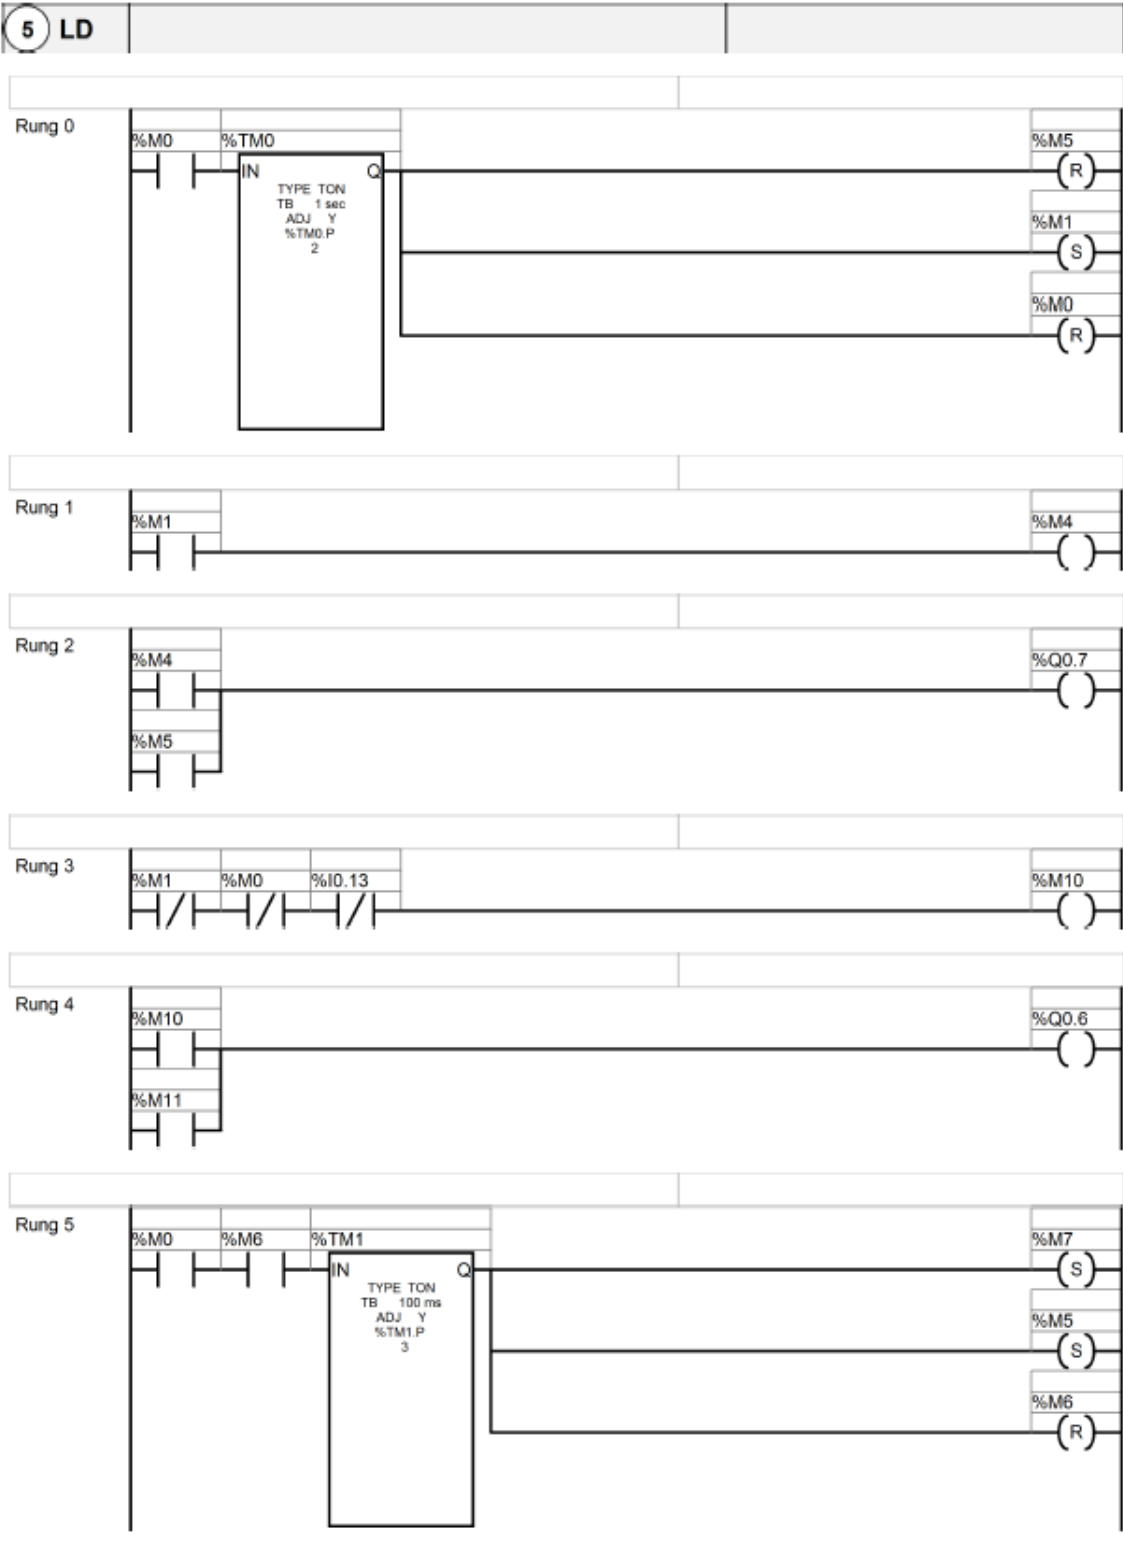 5 LD
Rung 0
%M0 %TM0 %M5
IN Q R
TYPE TON
TB 1 sec
ADJ Y
%TM0.P
2
%M1
S
%M0
R
Rung 1
%M1 %M4
Rung 2
%M4 %Q0.7
%M5
Rung 3
%M1 %M0 %I0.13 %M10
Rung 4
%M10 %Q0.6
%M11
Rung 5
%M0 %M6 %TM1 %M7
IN Q S
TYPE TON
TB 100 ms
ADJ Y
%TM1.P
3
%M5
S
%M6
R